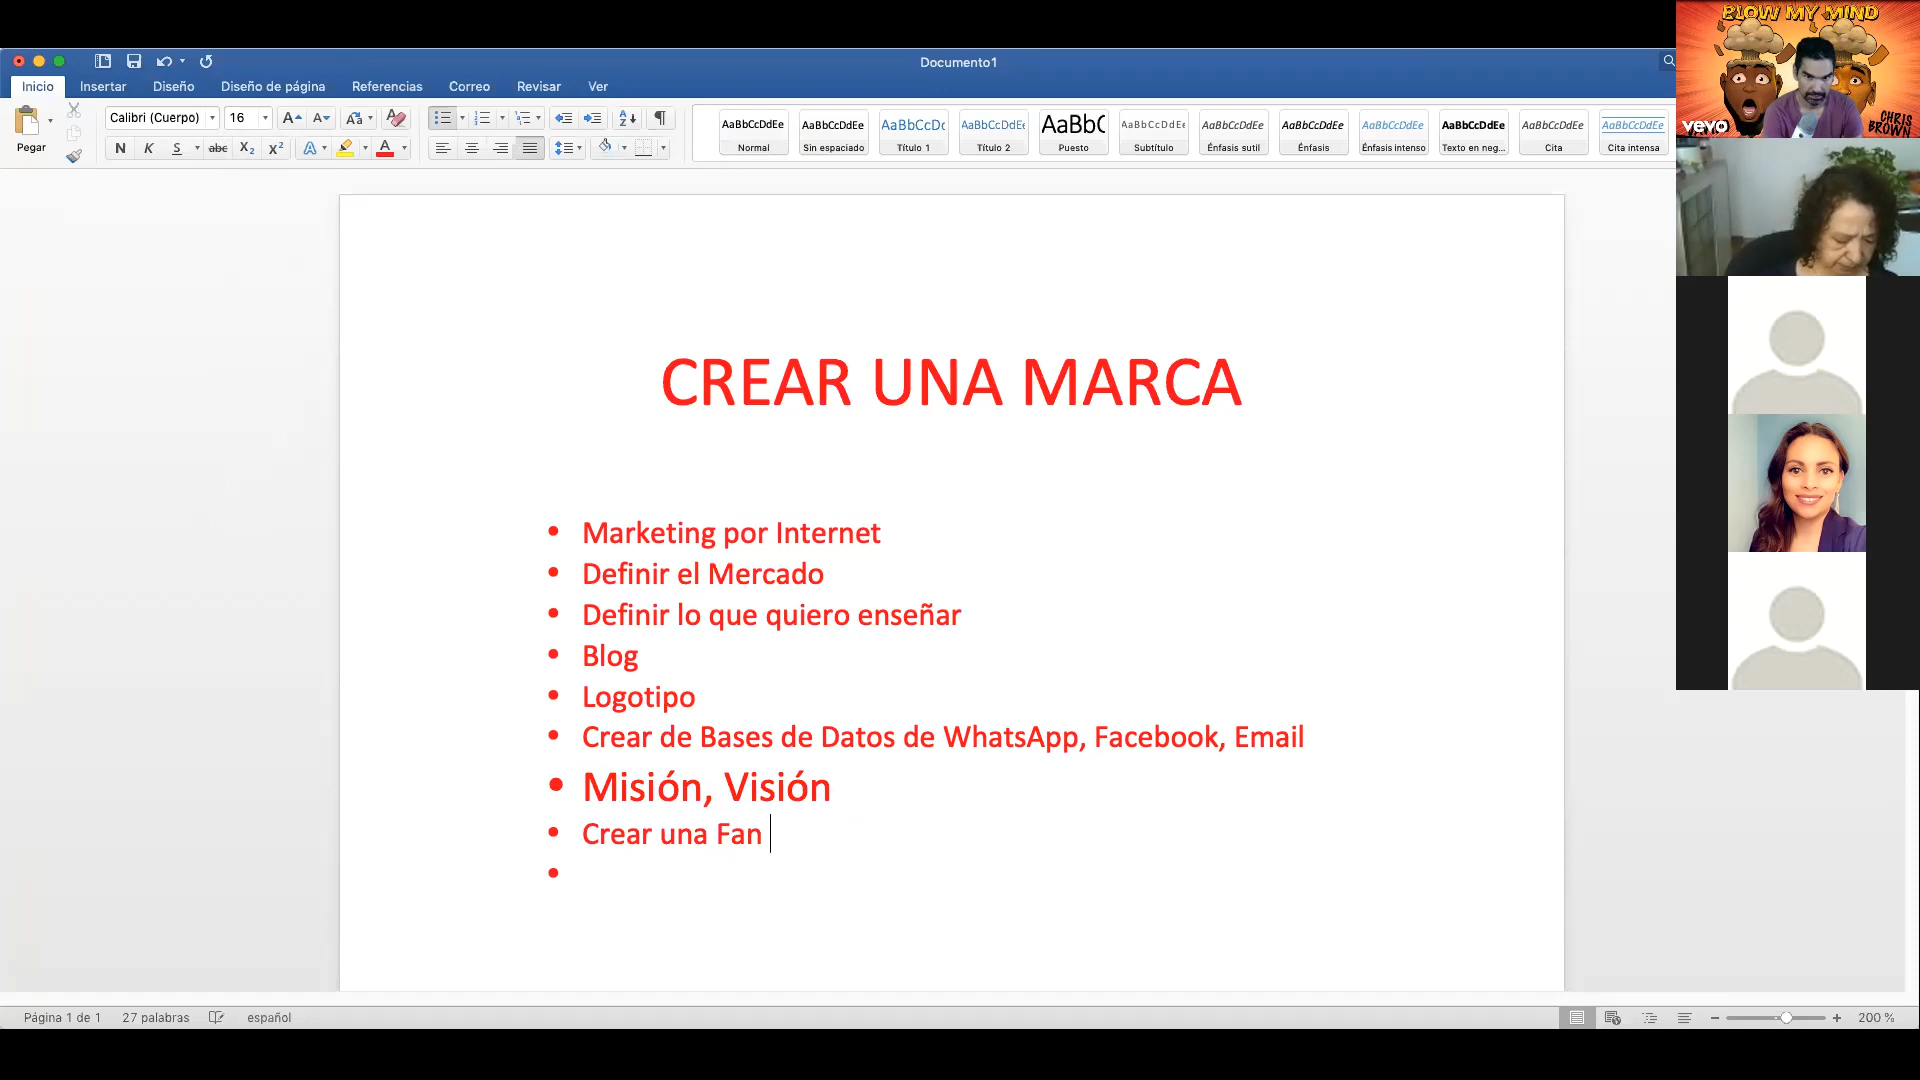 BLOW MY MIND
vevo
CHRIS
BROWN
Documento1
Inicio Insertar Diseño Diseño de página Referencias Correo Revisar Ver
Pegar
Calibri (Cuerpo) 16
N K S abc X₂ X²
AaBbCcDdEe AaBbCcDdEe AaBbCcDc AaBbCcDdEe AaBbC AaBbCcDdEe AaBbCcDdEe AaBbCcDdEe AaBbCcDdEe AaBbCcDdEe AaBbCcDdEe AaBbCcDdEe
Normal Sin espaciado Título 1 Título 2 Puesto Subtítulo Énfasis sutil Énfasis Énfasis intenso Texto en neg... Cita Cita intensa
CREAR UNA MARCA
• Marketing por Internet
• Definir el Mercado
• Definir lo que quiero enseñar
• Blog
• Logotipo
• Crear de Bases de Datos de WhatsApp, Facebook, Email
• Misión, Visión
• Crear una Fan
•
Página 1 de 1 27 palabras español 200 %